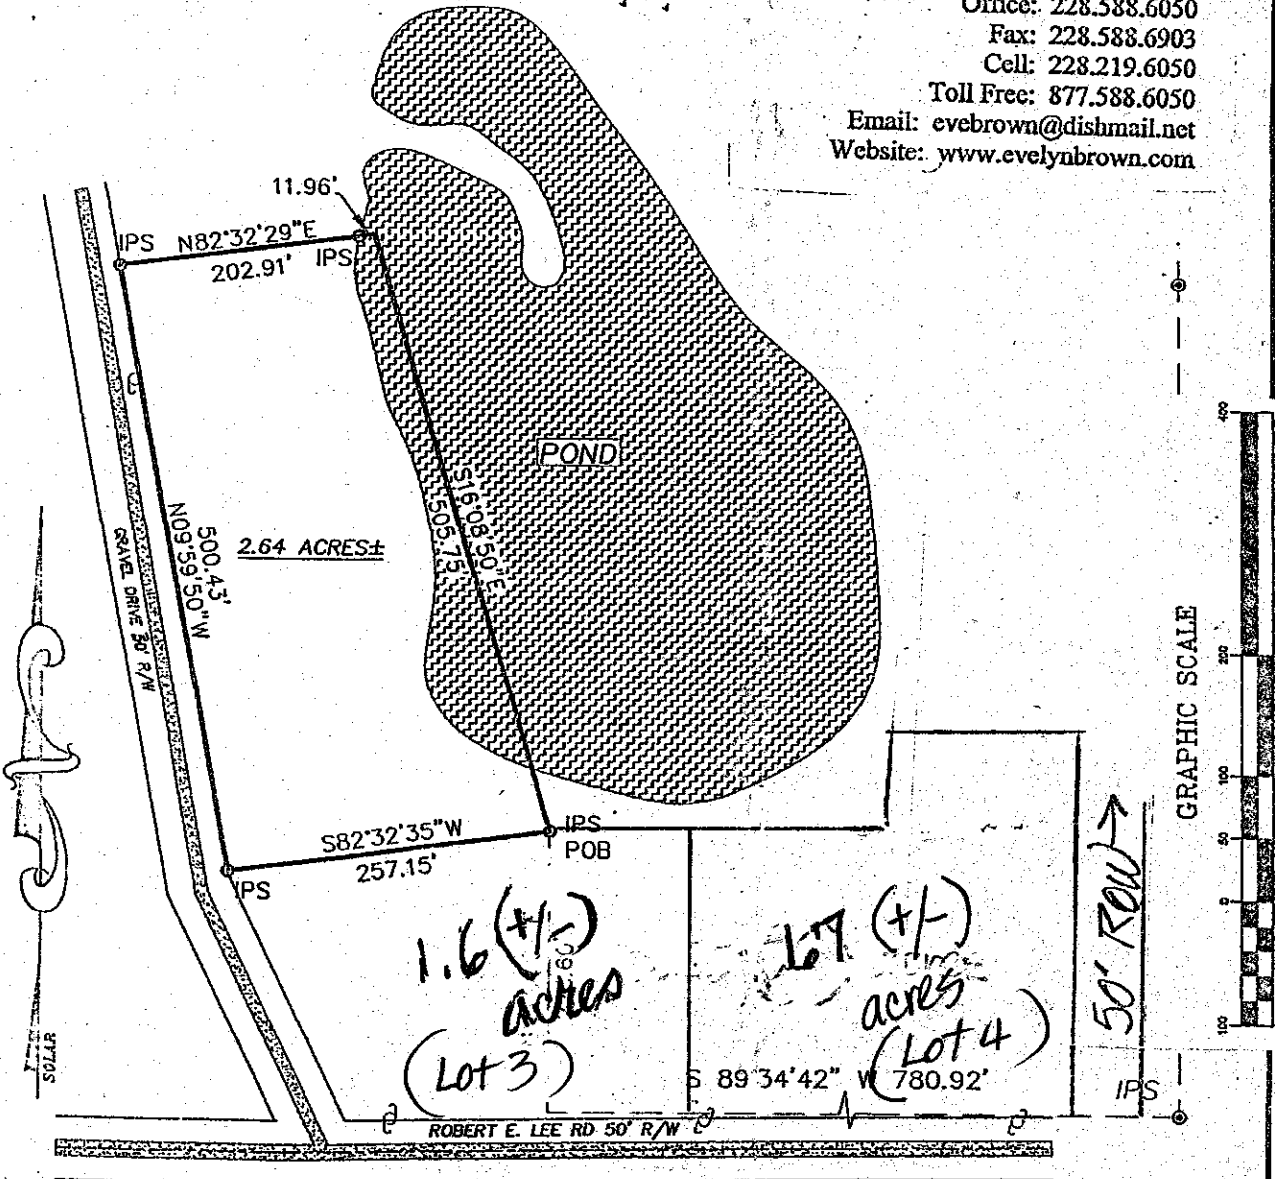 Office: 228.588.6050
Fax: 228.588.6903
Cell: 228.219.6050
Toll Free: 877.588.6050
Email: evebrown@dishmail.net
Website: www.evelynbrown.com
11.96'
IPS
N82°32'29"E
202.91'
IPS
POND
S16°08'50"E
505.75'
500.43'
N09°59'50"W
2.64 ACRES±
GRAVEL DRIVE 50' R/W
S82°32'35"W
257.15'
IPS
IPS
POB
1.6 (+/-)
acres
(Lot 3)
(+/-)
acres
(Lot 4)
50' ROW →
S 89°34'42" W 780.92'
IPS
ROBERT E. LEE RD 50' R/W
SOLAR
GRAPHIC SCALE
400
200
100
50
0
100